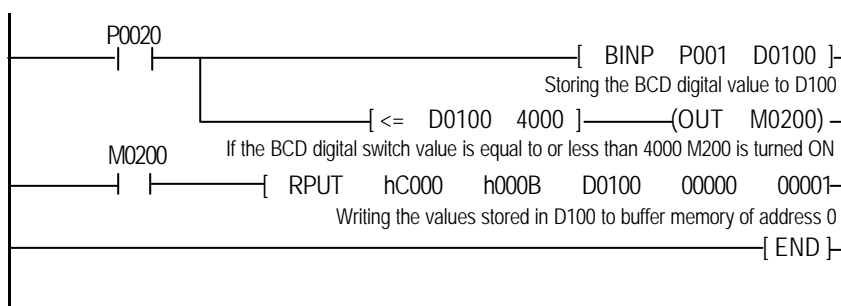 P0020
[ BINP P001 D0100 ]
Storing the BCD digital value to D100
[ <= D0100 4000 ] (OUT M0200)
If the BCD digital switch value is equal to or less than 4000 M200 is turned ON
M0200
[ RPUT hC000 h000B D0100 00000 00001
Writing the values stored in D100 to buffer memory of address 0
[ END ]